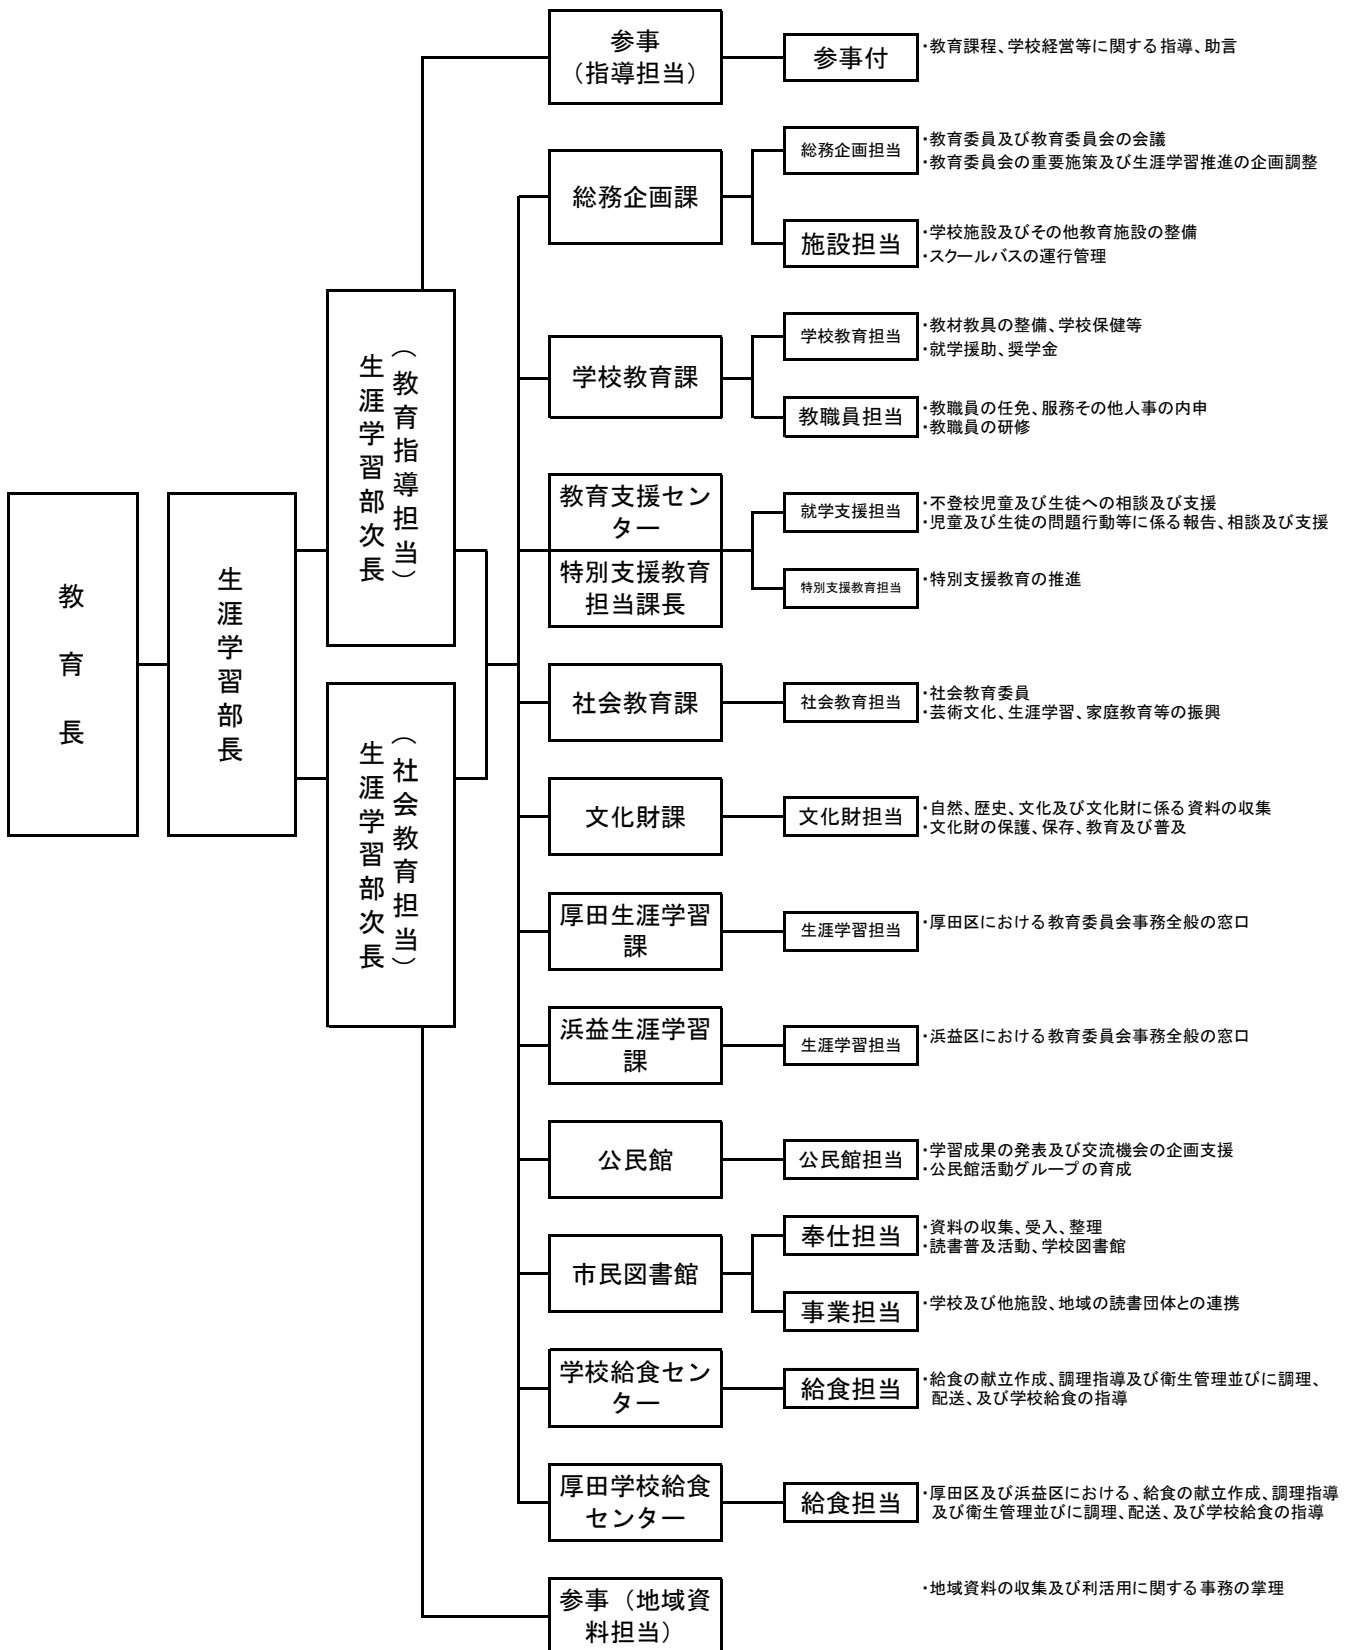 教育長
生涯学習部長
生涯学習部次長
（教育指導担当）
生涯学習部次長
（社会教育担当）
参事
（指導担当）
参事付
・教育課程、学校経営等に関する指導、助言
総務企画課
総務企画担当
・教育委員及び教育委員会の会議
・教育委員会の重要施策及び生涯学習推進の企画調整
施設担当
・学校施設及びその他教育施設の整備
・スクールバスの運行管理
学校教育課
学校教育担当
・教材教具の整備、学校保健等
・就学援助、奨学金
教職員担当
・教職員の任免、服務その他人事の内申
・教職員の研修
教育支援セン
ター
特別支援教育
担当課長
就学支援担当
・不登校児童及び生徒への相談及び支援
・児童及び生徒の問題行動等に係る報告、相談及び支援
特別支援教育担当
・特別支援教育の推進
社会教育課
社会教育担当
・社会教育委員
・芸術文化、生涯学習、家庭教育等の振興
文化財課
文化財担当
・自然、歴史、文化及び文化財に係る資料の収集
・文化財の保護、保存、教育及び普及
厚田生涯学習
課
生涯学習担当
・厚田区における教育委員会事務全般の窓口
浜益生涯学習
課
生涯学習担当
・浜益区における教育委員会事務全般の窓口
公民館
公民館担当
・学習成果の発表及び交流機会の企画支援
・公民館活動グループの育成
市民図書館
奉仕担当
・資料の収集、受入、整理
・読書普及活動、学校図書館
事業担当
・学校及び他施設、地域の読書団体との連携
学校給食セン
ター
給食担当
・給食の献立作成、調理指導及び衛生管理並びに調理、
配送、及び学校給食の指導
厚田学校給食
センター
給食担当
・厚田区及び浜益区における、給食の献立作成、調理指導
及び衛生管理並びに調理、配送、及び学校給食の指導
参事（地域資
料担当）
・地域資料の収集及び利活用に関する事務の掌理